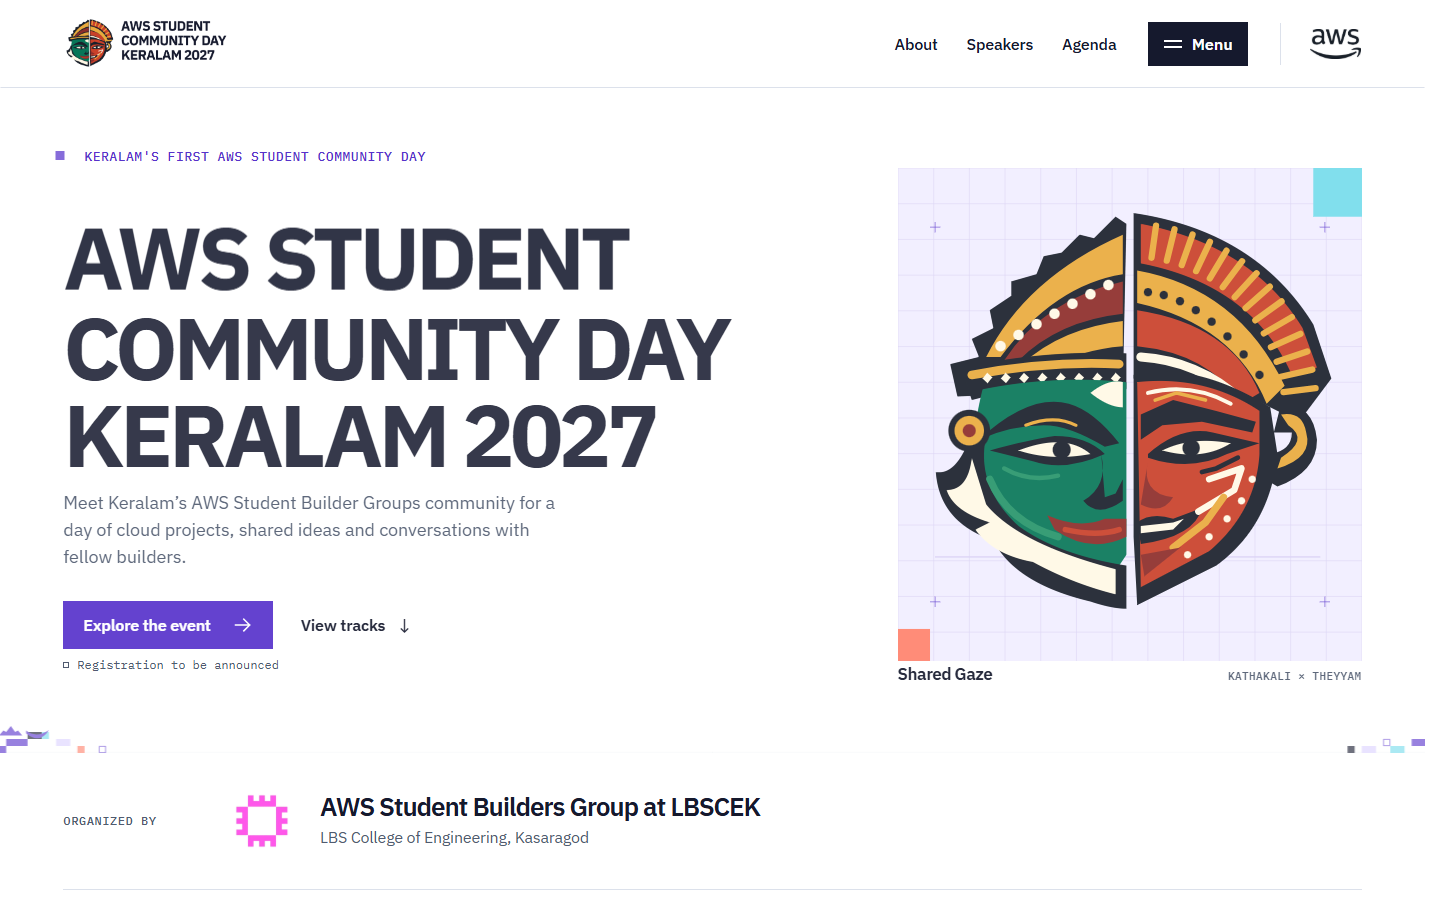 AWS STUDENT
COMMUNITY DAY
KERALAM 2027
About
Speakers
Agenda
Menu
aws
KERALAM'S FIRST AWS STUDENT COMMUNITY DAY
AWS STUDENT
COMMUNITY DAY
KERALAM 2027
Meet Keralam’s AWS Student Builder Groups community for a
day of cloud projects, shared ideas and conversations with
fellow builders.
Explore the event →
View tracks ↓
Registration to be announced
Shared Gaze
KATHAKALI × THEYYAM
ORGANIZED BY
AWS Student Builders Group at LBSCEK
LBS College of Engineering, Kasaragod